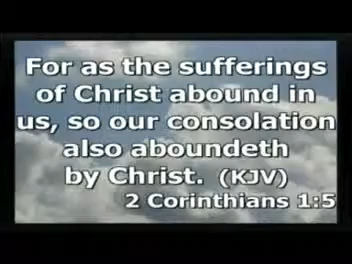 For as the sufferings
of Christ abound in
us, so our consolation
also aboundeth
by Christ. (KJV)
2 Corinthians 1:5